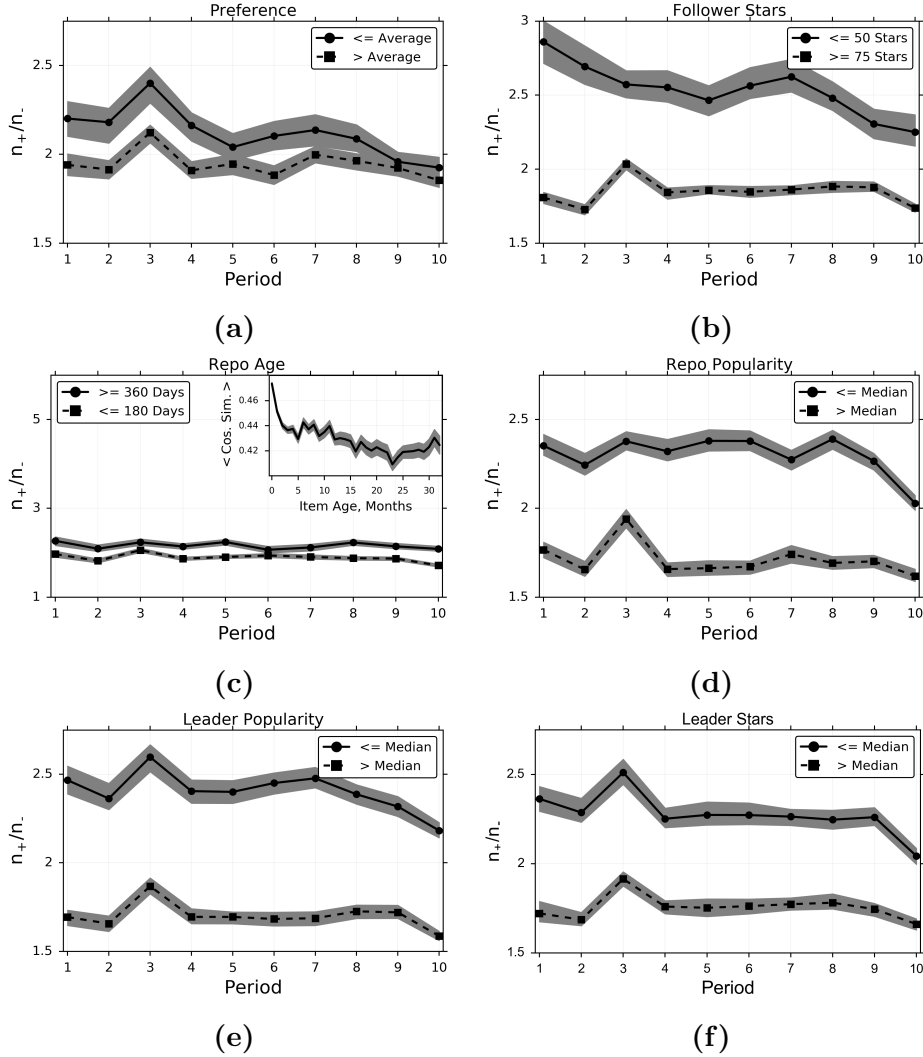 Preference
<= Average
> Average
n+/n-
2.5
2
1.5
1 2 3 4 5 6 7 8 9 10
Period
(a)
Follower Stars
<= 50 Stars
>= 75 Stars
n+/n-
3
2.5
2
1.5
1 2 3 4 5 6 7 8 9 10
Period
(b)
Repo Age
>= 360 Days
<= 180 Days
n+/n-
5
3
1
1 2 3 4 5 6 7 8 9 10
Period
< Cos. Sim. >
0.46
0.44
0.42
0 5 10 15 20 25 30
Item Age, Months
(c)
Repo Popularity
<= Median
> Median
n+/n-
2.5
2
1.5
1 2 3 4 5 6 7 8 9 10
Period
(d)
Leader Popularity
<= Median
> Median
n+/n-
2.5
2
1.5
1 2 3 4 5 6 7 8 9 10
Period
(e)
Leader Stars
<= Median
> Median
n+/n-
2.5
2
1.5
1 2 3 4 5 6 7 8 9 10
Period
(f)